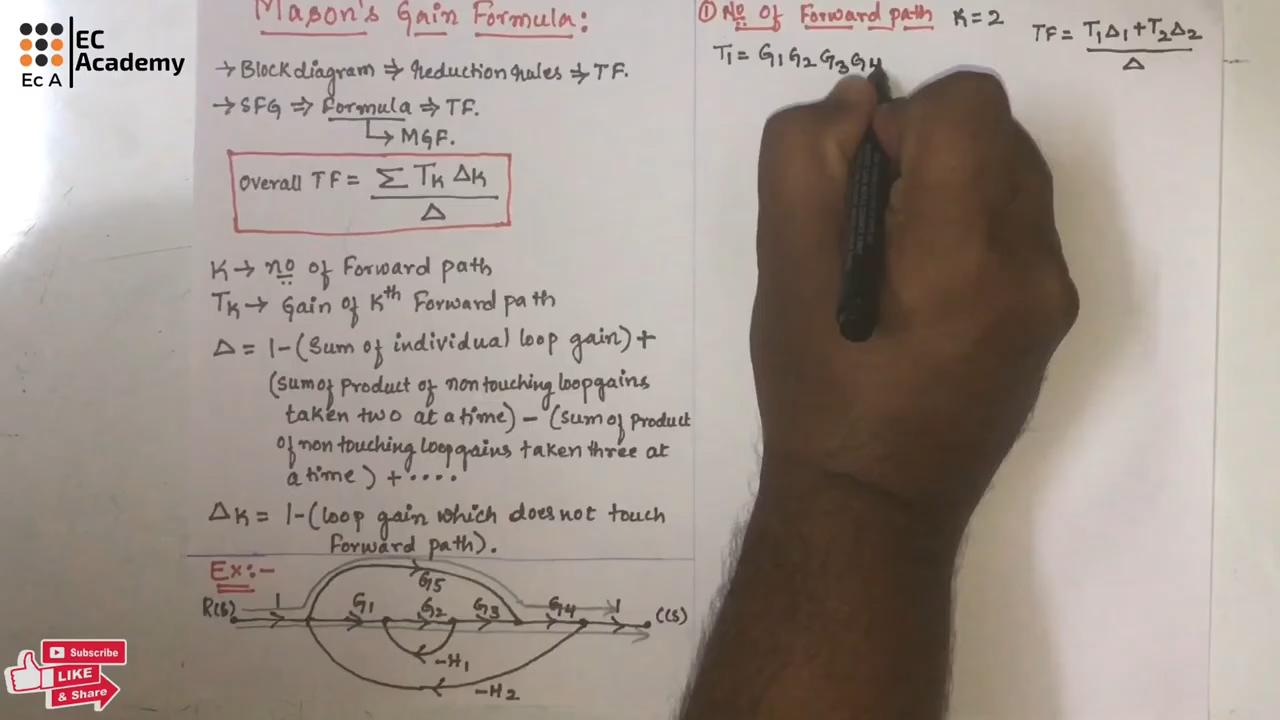 EC
Academy
Ec A
Mason's Gain Formula:
→ Block diagram ⇒ Reduction rules ⇒ TF.
→ SFG ⇒ Formula ⇒ TF.
↳ MGF.
Overall TF = Σ TK ΔK / Δ
K → no of Forward path
TK → Gain of Kth Forward path
Δ = 1 - (Sum of individual loop gain) +
(sum of product of non touching loop gains
taken two at a time) - (sum of product
of non touching loop gains taken three at
a time) + ....
ΔK = 1 - (loop gain which does not touch
Forward path).
Ex:-
G5
R(s) 1 G1 G2 G3 G4 1 C(s)
-H1
-H2
① No of Forward path K = 2
TF = T1Δ1 + T2Δ2 / Δ
T1 = G1G2G3G4
Subscribe
LIKE
& Share